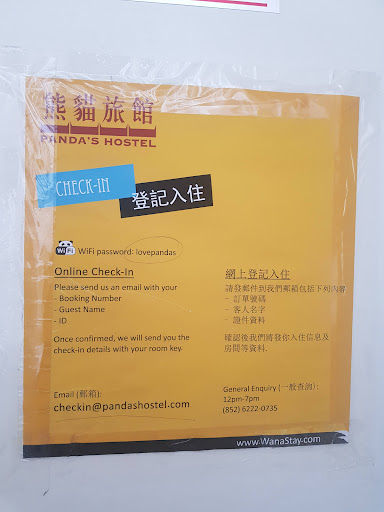 熊貓旅館
PANDA'S HOSTEL
CHECK-IN
登記入住
WiFi WiFi password: lovepandas
Online Check-in
Please send us an email with your
- Booking Number
- Guest Name
- ID
Once confirmed, we will send you the
check-in details with your room key.
網上登記入住
請發郵件到我們郵箱包括下列內容
- 訂單號碼
- 客人名字
- 證件資料
確認後我們將發你入住信息及
房間等資料.
Email (郵箱):
checkin@pandashostel.com
General Enquiry (一般查詢):
12pm-7pm
(852) 6222-0735
www.WanaStay.com